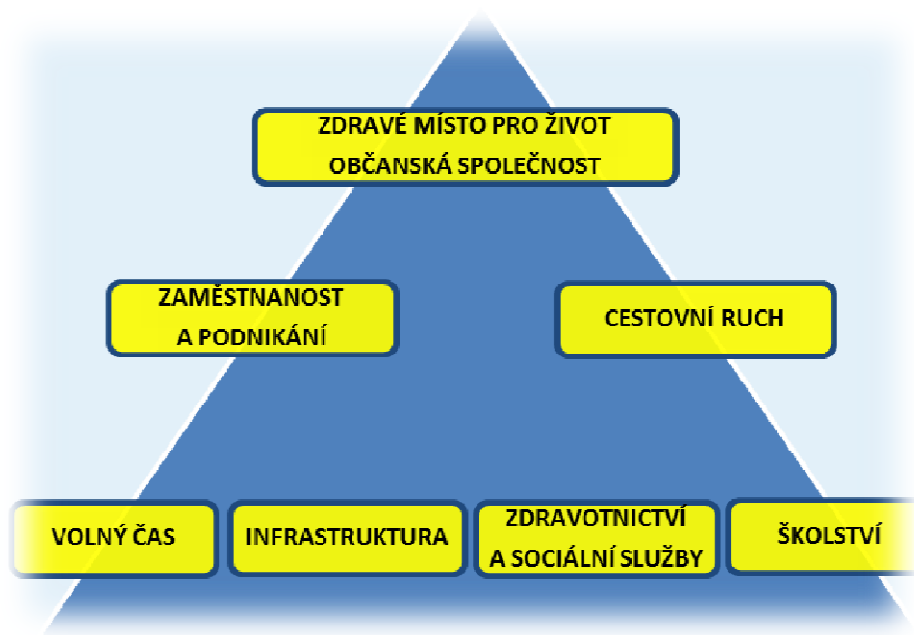 ZDRAVÉ MÍSTO PRO ŽIVOT
OBČANSKÁ SPOLEČNOST
ZAMĚSTNANOST
A PODNIKÁNÍ
CESTOVNÍ RUCH
VOLNÝ ČAS
INFRASTRUKTURA
ZDRAVOTNICTVÍ
A SOCIÁLNÍ SLUŽBY
ŠKOLSTVÍ